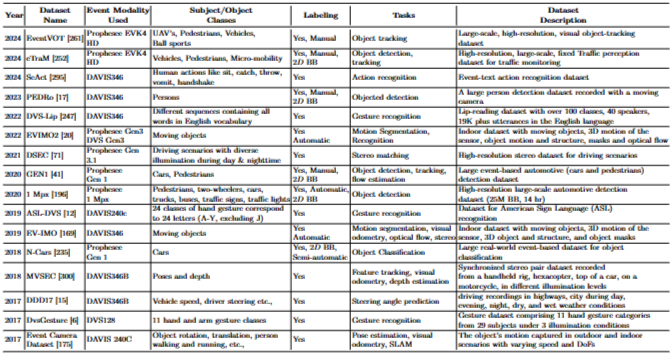 Year Dataset Name Event Modality Used Subject/Object Classes Labeling Tasks Dataset Description
2024 EventVOT [261] Prophesee EVK4 HD UAV's, Pedestrians, Vehicles, Ball sports Yes, Manual Object tracking Large-scale, high-resolution, visual object-tracking dataset
2024 eTraM [252] Prophesee EVK4 HD Vehicles, Pedestrians, Micro-mobility Yes, Manual, 2D BB Object detection, tracking High-resolution, large-scale, fixed Traffic perception dataset for traffic monitoring
2024 SeAct [295] DAVIS346 Human actions like sit, catch, throw, vomit, handshake Yes Action recognition Event-text action recognition dataset
2023 PEDRo [17] DAVIS346 Persons Yes, Manual, 2D BB Objected detection A large person detection dataset recorded with a moving camera
2022 DVS-Lip [247] DAVIS346 Different sequences containing all words in English vocabulary Yes Gesture recognition Lip-reading dataset with over 100 classes, 40 speakers, 19K plus utterances in the English language
2022 EVIMO2 [20] Prophesee Gen3 DVS Gen3 Moving objects Yes Automatic Motion Segmentation, Recognition Indoor dataset with moving objects, 3D motion of the sensor, object motion and structure, masks and optical flow
2021 DSEC [71] Prophesee Gen 3.1 Driving scenarios with diverse illumination during day & nighttime Yes Stereo matching High-resolution stereo dataset for driving scenarios
2020 GEN1 [41] Prophesee Gen 1 Cars, Pedestrians Yes, Manual, 2D BB Object detection, tracking, flow estimation Large event-based automotive (cars and pedestrians) detection dataset
2020 1 Mpx [196] Prophesee 1 Mpx Pedestrians, two-wheelers, cars, trucks, buses, traffic signs, traffic lights Yes, Automatic, 2D BB Object detection High-resolution large-scale automotive detection dataset (25M BB, 14 hr)
2019 ASL-DVS [12] DAVIS240c 24 classes of hand gesture correspond to 24 letters (A-Y, excluding J) Yes Gesture recognition Dataset for American Sign Language (ASL) recognition
2019 EV-IMO [169] DAVIS346 Moving objects Yes Automatic Motion segmentation, visual odometry, optical flow, stereo Indoor dataset with moving objects, 3D motion of the sensor, 3D object and structure, and object masks
2018 N-Cars [235] Prophesee Gen 1 Cars Yes, 2D BB, Semi-automatic Object Classification Large real-world event-based dataset for object classification
2018 MVSEC [300] DAVIS346B Poses and depth Yes Feature tracking, visual odometry, depth estimation Synchronised stereo pair dataset recorded from a handheld rig, hexacopter, top of a car, on a motorcycle, in different illumination levels
2017 DDD17 [15] DAVIS346B Vehicle speed, driver steering etc., Yes Steering angle prediction driving recordings in highways, city during day, evening, night, dry, and wet weather conditions
2017 DvsGesture [6] DVS128 11 hand and arm gesture classes Yes Gesture recognition Gesture dataset comprising 11 hand gesture categories from 29 subjects under 3 illumination conditions
2017 Event Camera Dataset [175] DAVIS 240C Object rotation, translation, person walking and running, etc., Yes Pose estimation, visual odometry, SLAM The object's motion captured in outdoor and indoor scenarios with varying speed and DoFs